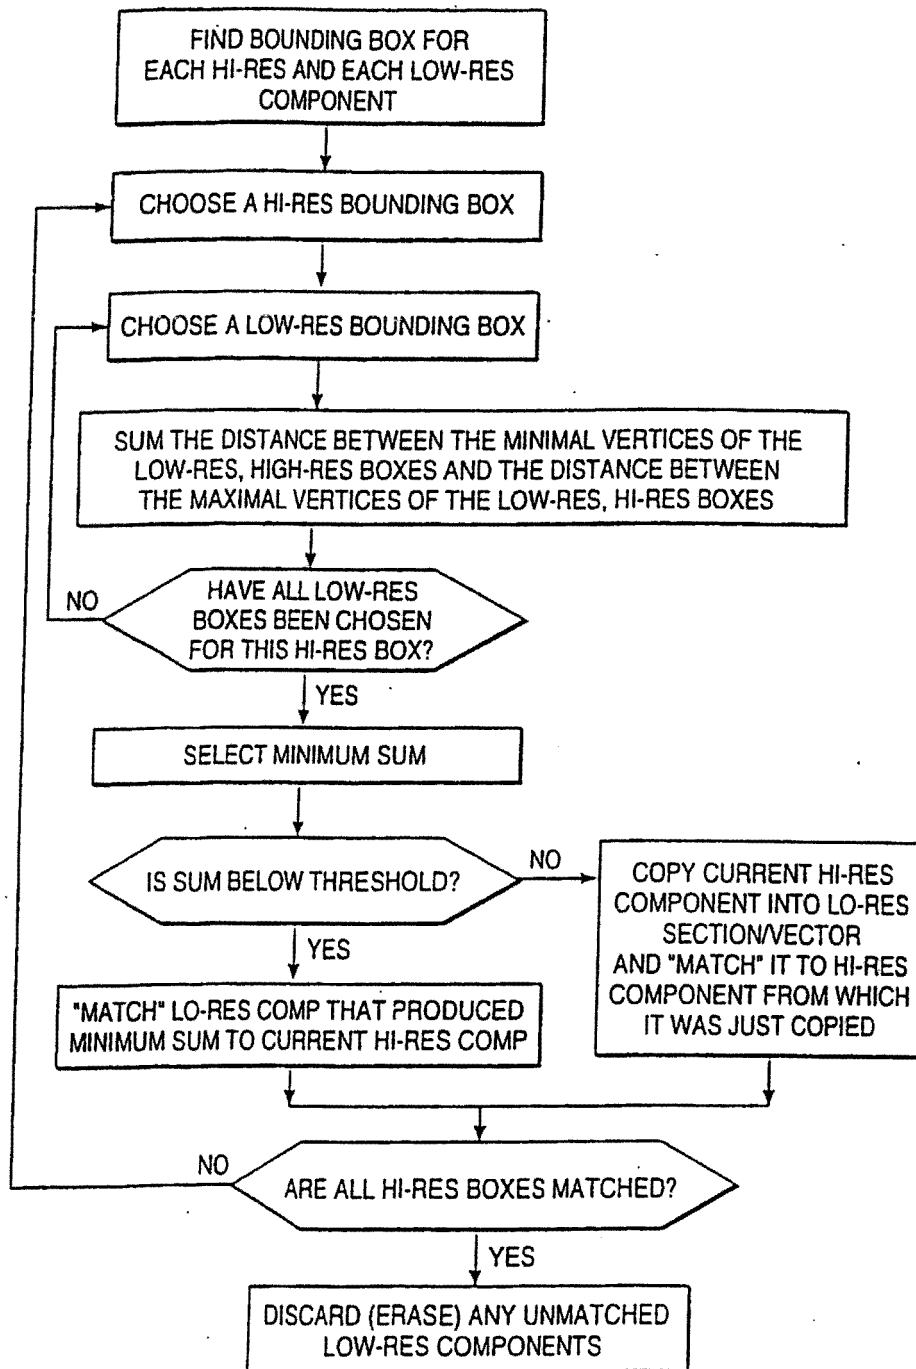 FIND BOUNDING BOX FOR
EACH HI-RES AND EACH LOW-RES
COMPONENT
CHOOSE A HI-RES BOUNDING BOX
CHOOSE A LOW-RES BOUNDING BOX
SUM THE DISTANCE BETWEEN THE MINIMAL VERTICES OF THE
LOW-RES, HIGH-RES BOXES AND THE DISTANCE BETWEEN
THE MAXIMAL VERTICES OF THE LOW-RES, HI-RES BOXES
NO
HAVE ALL LOW-RES
BOXES BEEN CHOSEN
FOR THIS HI-RES BOX?
YES
SELECT MINIMUM SUM
IS SUM BELOW THRESHOLD?
NO
YES
COPY CURRENT HI-RES
COMPONENT INTO LO-RES
SECTION/VECTOR
AND "MATCH" IT TO HI-RES
COMPONENT FROM WHICH
IT WAS JUST COPIED
"MATCH" LO-RES COMP THAT PRODUCED
MINIMUM SUM TO CURRENT HI-RES COMP
NO
ARE ALL HI-RES BOXES MATCHED?
YES
DISCARD (ERASE) ANY UNMATCHED
LOW-RES COMPONENTS